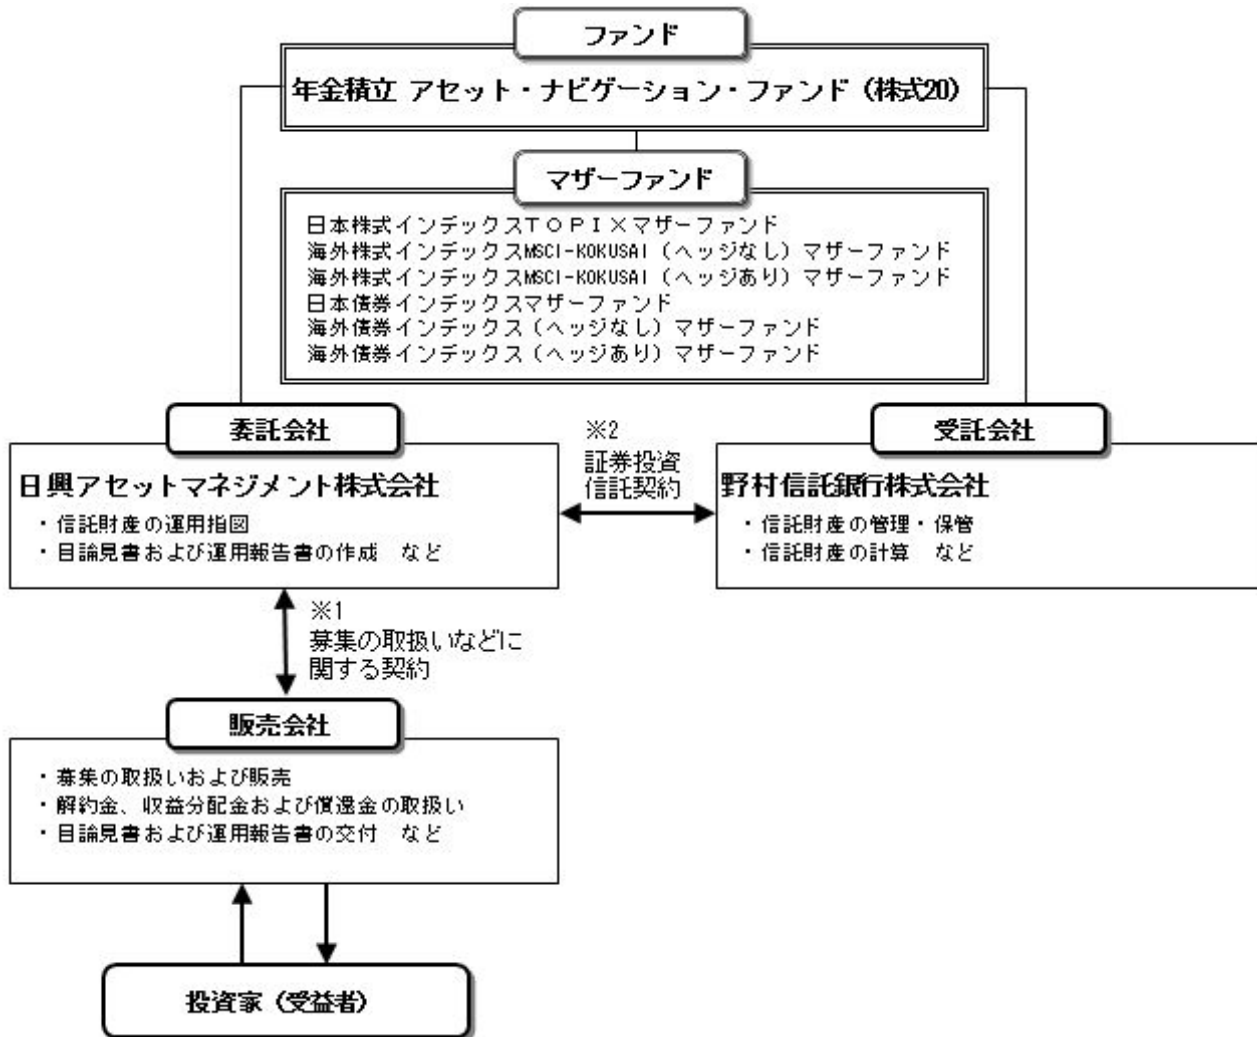 ファンド
年金積立 アセット・ナビゲーション・ファンド（株式20）
マザーファンド
日本株式インデックスＴＯＰＩＸマザーファンド
海外株式インデックスMSCI-KOKUSAI（ヘッジなし）マザーファンド
海外株式インデックスMSCI-KOKUSAI（ヘッジあり）マザーファンド
日本債券インデックスマザーファンド
海外債券インデックス（ヘッジなし）マザーファンド
海外債券インデックス（ヘッジあり）マザーファンド
委託会社
日興アセットマネジメント株式会社
・信託財産の運用指図
・目論見書および運用報告書の作成　など
※2
証券投資
信託契約
受託会社
野村信託銀行株式会社
・信託財産の管理・保管
・信託財産の計算　など
※1
募集の取扱いなどに
関する契約
販売会社
・募集の取扱いおよび販売
・解約金、収益分配金および償還金の取扱い
・目論見書および運用報告書の交付　など
投資家（受益者）